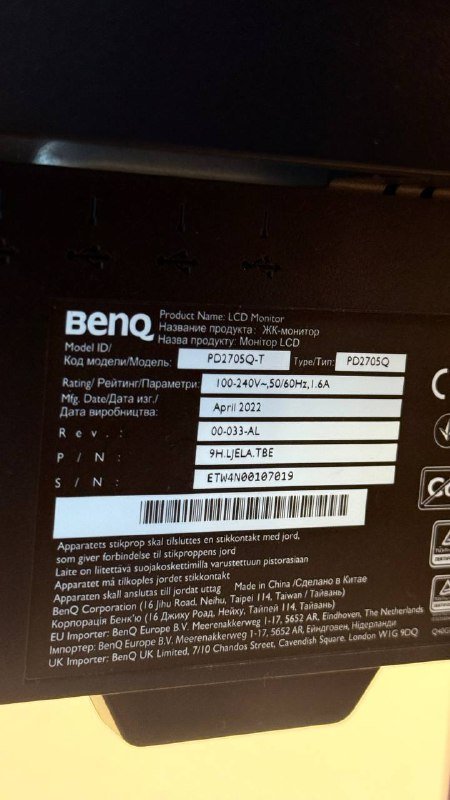 BenQ
Product Name: LCD Monitor
Название продукта: ЖК-монитор
Назва продукту: Монітор LCD
Model ID/
Код модели/Модель: PD2705Q-T Type/Тип: PD2705Q
Rating/ Рейтинг/Параметри: 100-240V~,50/60Hz,1.6A
Mfg. Date/Дата изг./
Дата виробництва: April 2022
Rev.: 00-033-AL
P/N: 9H.LJELA.TBE
S/N: ETW4N00107019
Apparatets stikprop skal tilsluttes en stikkontakt med jord,
som giver forbindelse til stikproppens jord
Laite on liitettävä suojakoskettimilla varustettuun pistorasiaan
Apparatet må tilkoples jordet stikkontakt
Apparaten skall anslutas till jordat uttag Made in China /Сделано в Китае
BenQ Corporation (16 Jihu Road, Neihu, Taipei 114, Taiwan / Тайвань)
Корпорація Бенк'ю (16 Джиху Роад, Нейху, Тайпей 114, Тайвань)
EU Importer: BenQ Europe B.V. Meerenakkerweg 1-17, 5652 AR, Eindhoven, The Netherlands
Імпортер: BenQ Europe B.V. Meerenakkerweg 1-17, 5652 AR, Ейндговен, Нідерланди
UK Importer: BenQ UK Limited, 7/10 Chandos Street, Cavendish Square, London W1G 9DQ